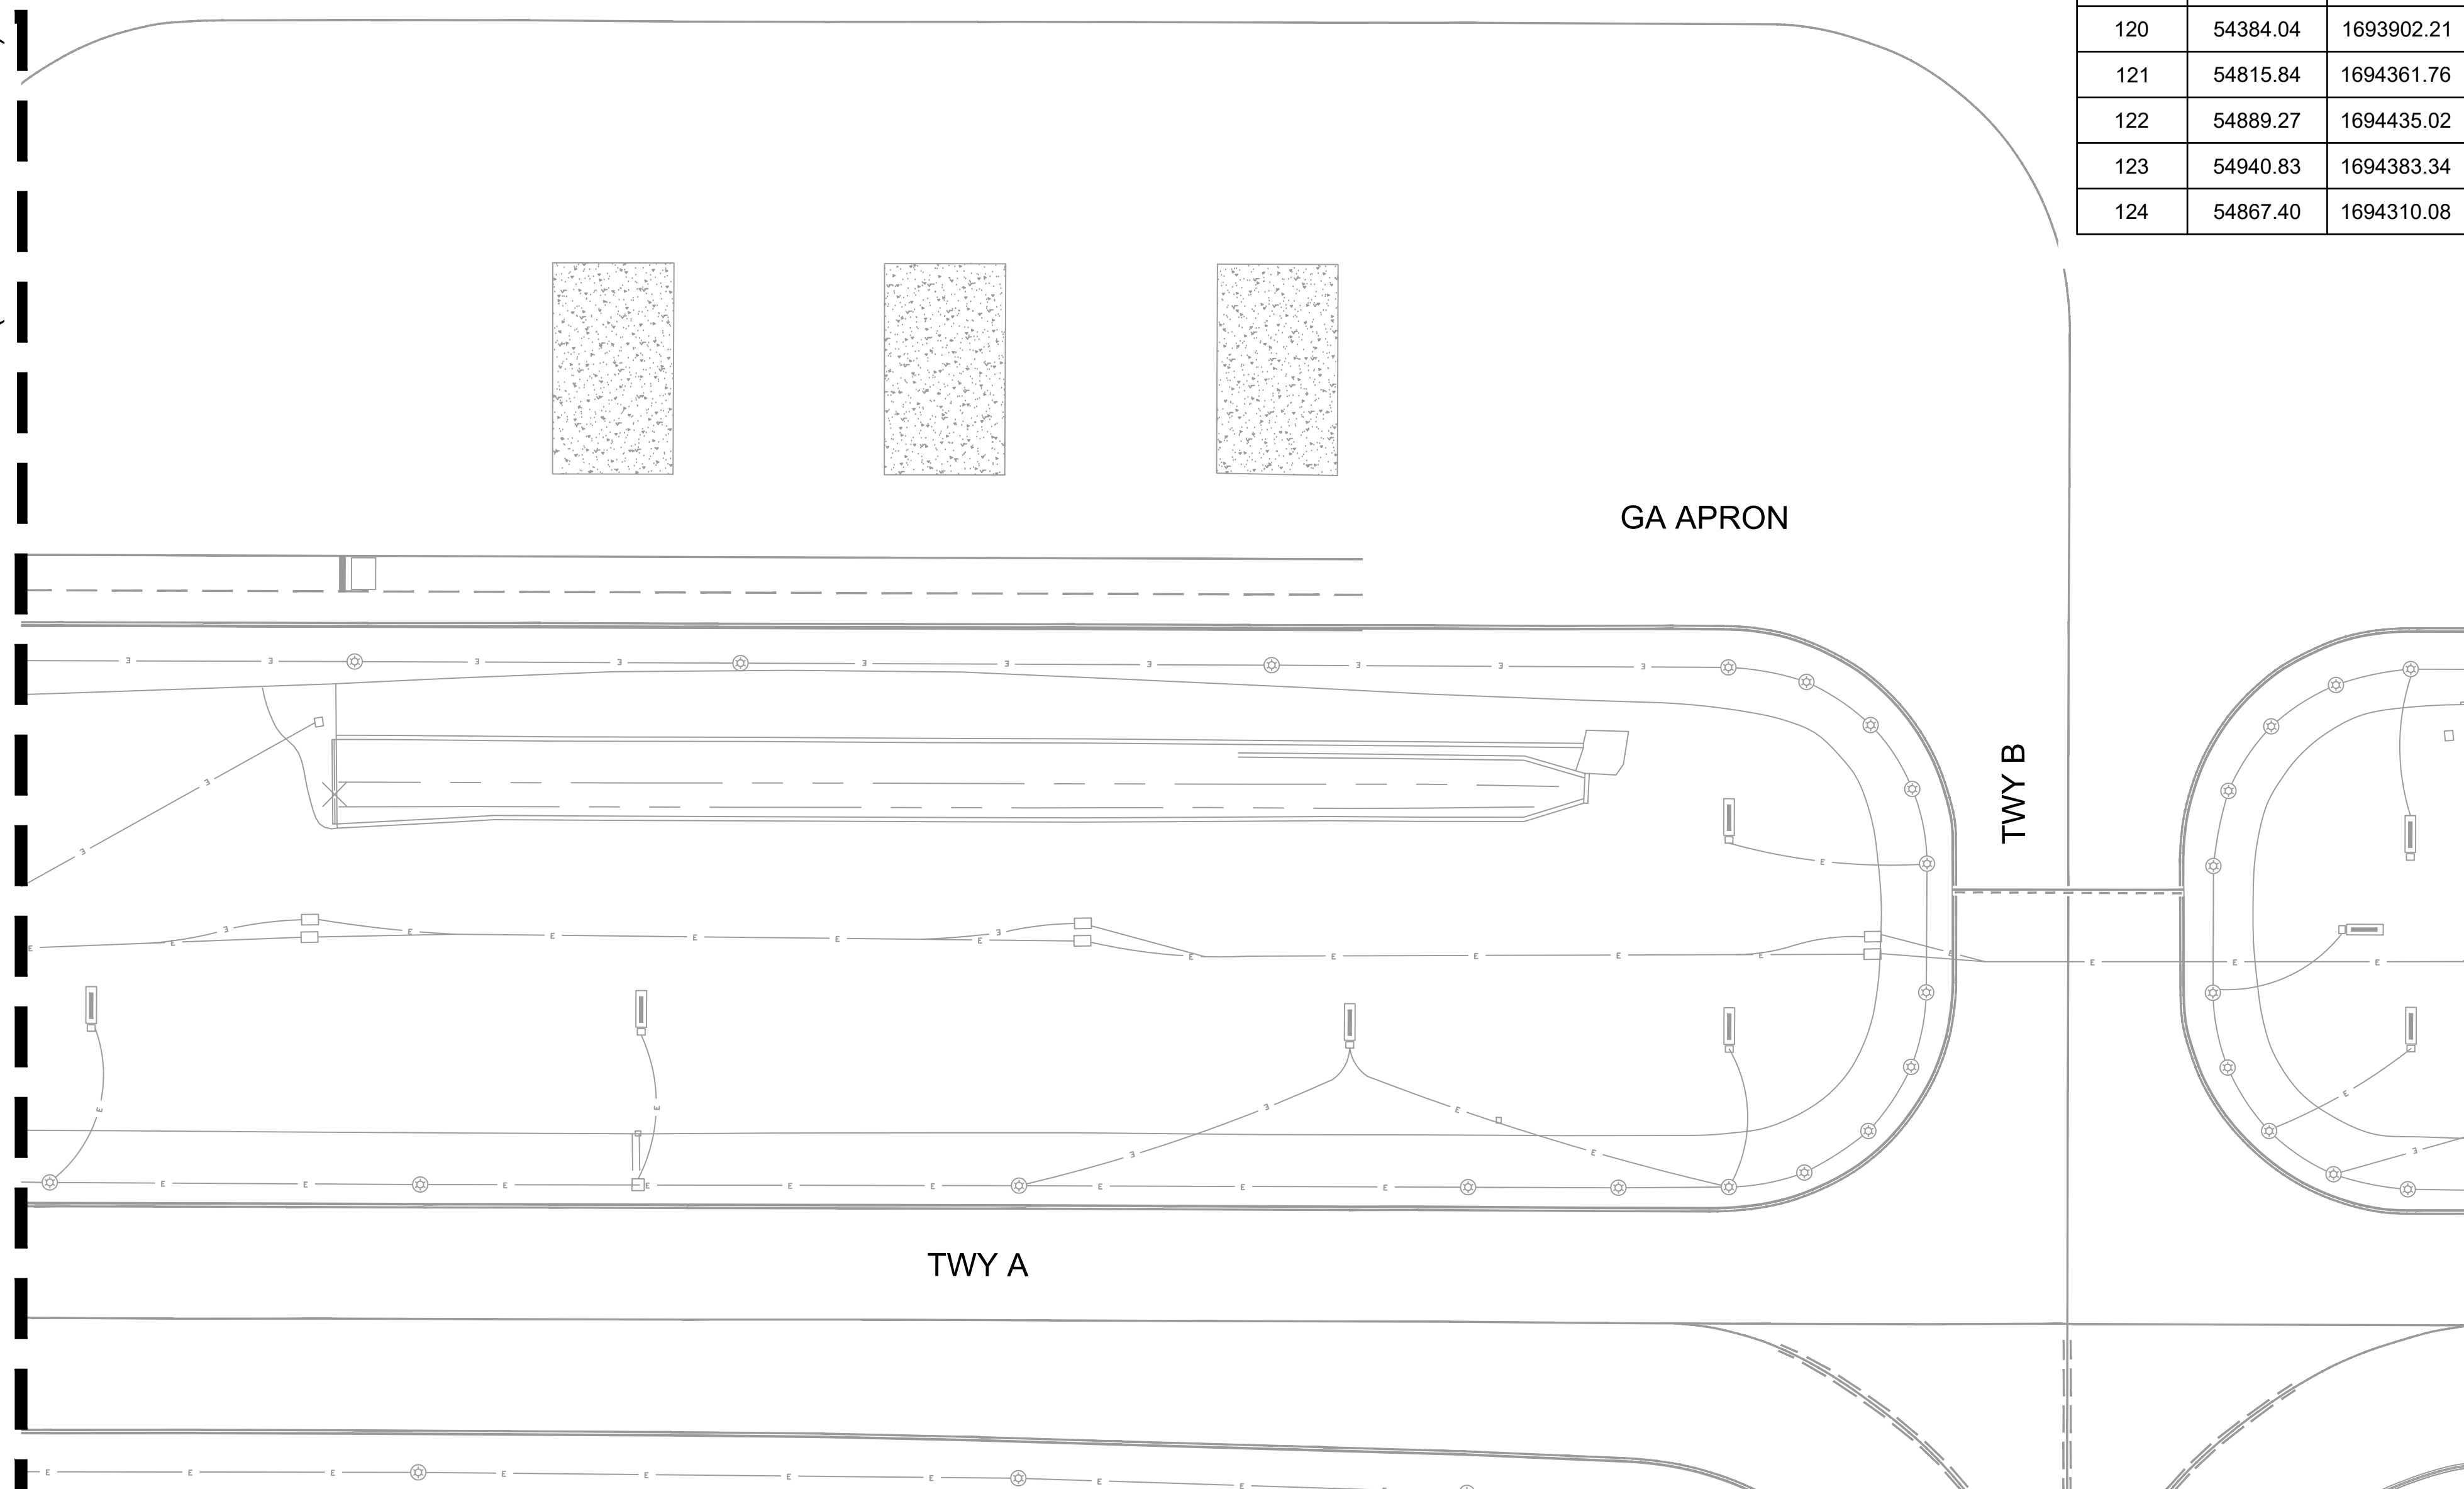 120 54384.04 1693902.21
121 54815.84 1694361.76
122 54889.27 1694435.02
123 54940.83 1694383.34
124 54867.40 1694310.08
GA APRON
E E E E E E E E E E
TWY B
E
E
E
E E E
E E E E E E E E E E E E E E E
E E E E
E E E
E E E E E E E E E
TWY A
E E E E E E E E E